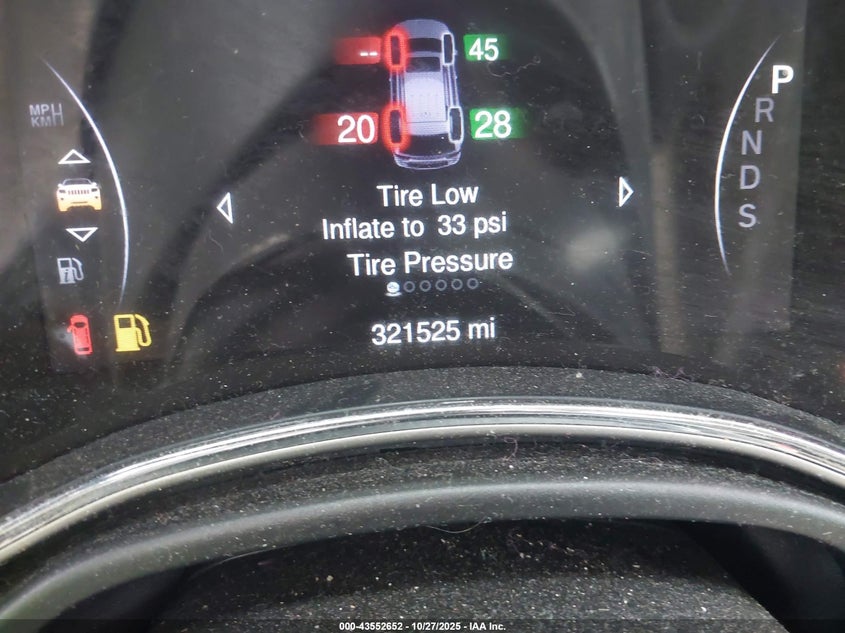 -- 45
20 28
MPH
KMH
P
R
N
D
S
Tire Low
Inflate to 33 psi
Tire Pressure
321525 mi
000-43552652 - 10/27/2025 - IAA Inc.